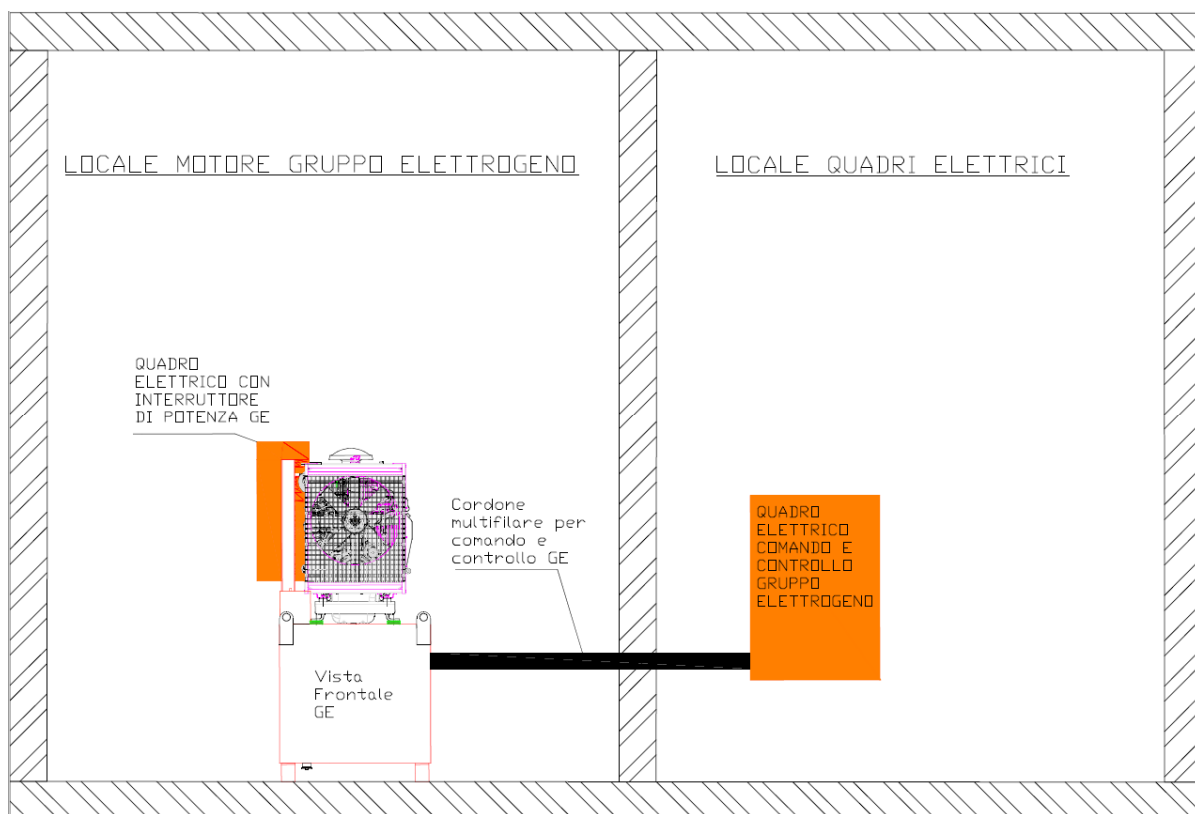 LOCALE MOTORE GRUPPO ELETTROGENO
LOCALE QUADRI ELETTRICI
QUADRO
ELETTRICO CON
INTERRUTTORE
DI POTENZA GE
Cordone
multifilare per
comando e
controllo GE
QUADRO
ELETTRICO
COMANDO E
CONTROLLO
GRUPPO
ELETTROGENO
Vista
Frontale
GE